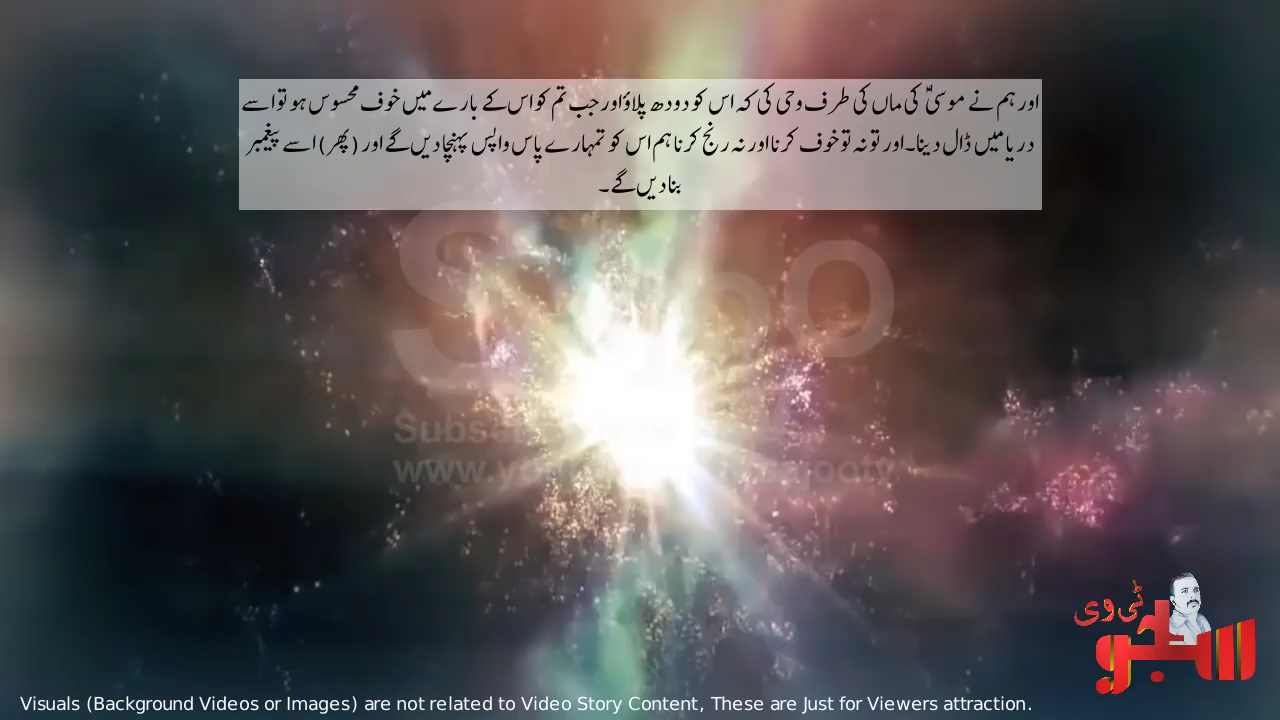 اور ہم نے موسیٰؑ کی ماں کی طرف وحی کی کہ اس کو دودھ پلاؤ اور جب تم کو اس کے بارے میں خوف محسوس ہو تو اسے
دریا میں ڈال دینا۔ اور تو نہ تو خوف کرنا اور نہ رنج کرنا ہم اس کو تمہارے پاس واپس پہنچا دیں گے اور (پھر) اسے پیغمبر
بنا دیں گے۔
ٹی وی
Visuals (Background Videos or Images) are not related to Video Story Content, These are Just for Viewers attraction.